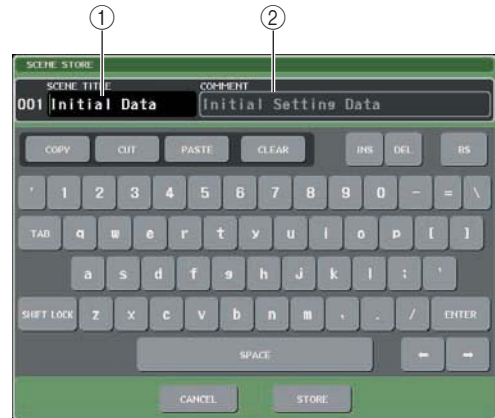 ① ②
SCENE STORE
SCENE TITLE COMMENT
001 Initial Data Initial Setting Data
COPY CUT PASTE CLEAR INS DEL BS
' 1 2 3 4 5 6 7 8 9 0 - = \
TAB q w e r t y u i o p [ ]
a s d f g h j k l ; '
SHIFT LOCK z x c v b n m , . / ENTER
SPACE ← →
CANCEL STORE